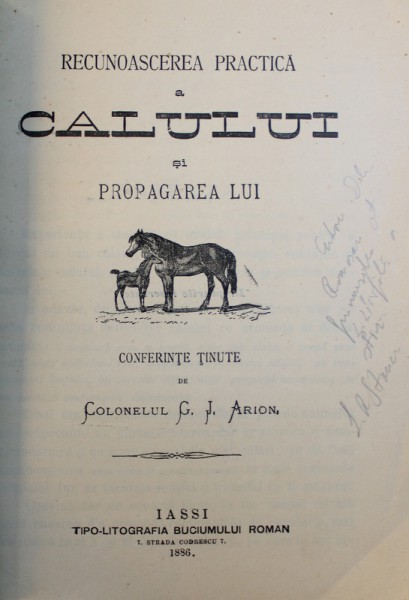 RECUNOASCEREA PRACTICĂ
a
CALULUI
și
PROPAGAREA LUI
CONFERINȚE ȚINUTE
DE
COLONELUL G. J. ARION,
IASSI
TIPO-LITOGRAFIA BUCIUMULUI ROMAN
7. STRADA CODRESCU 7.
1886.